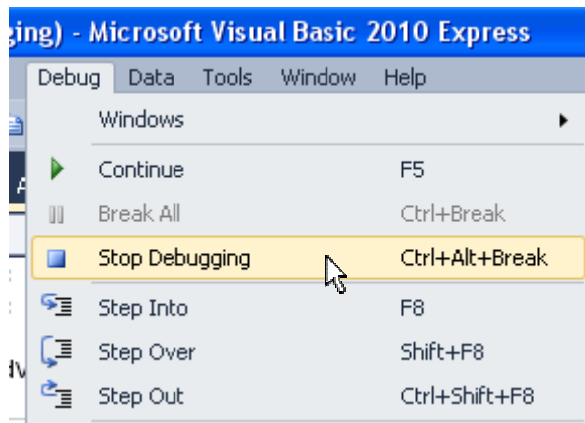 ging) - Microsoft Visual Basic 2010 Express
Debug Data Tools Window Help
Windows
Continue F5
Break All Ctrl+Break
Stop Debugging Ctrl+Alt+Break
Step Into F8
Step Over Shift+F8
Step Out Ctrl+Shift+F8